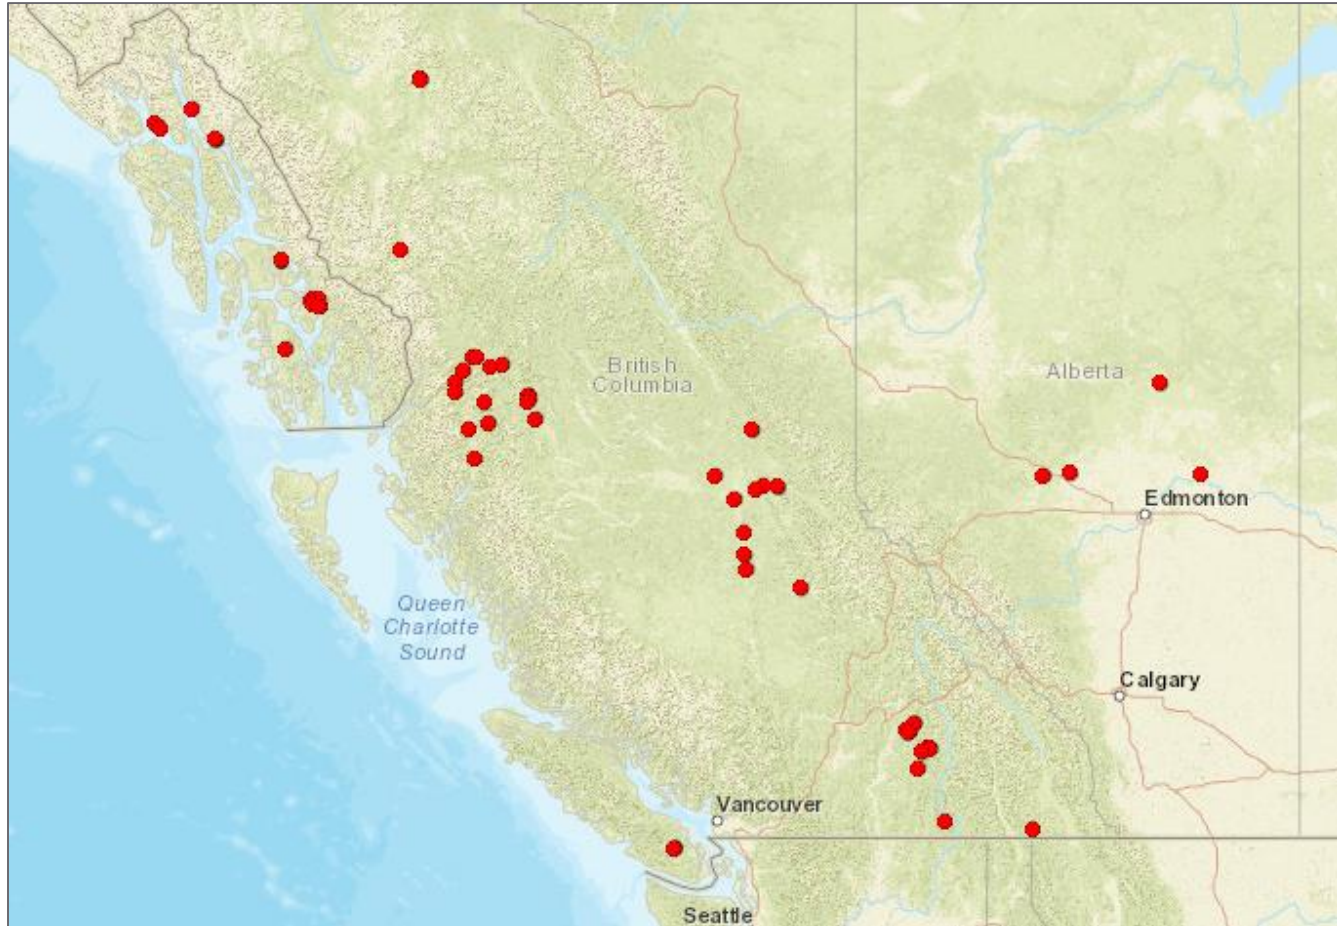 British
Columbia
Alberta
Edmonton
Queen
Charlotte
Sound
Calgary
Vancouver
Seattle